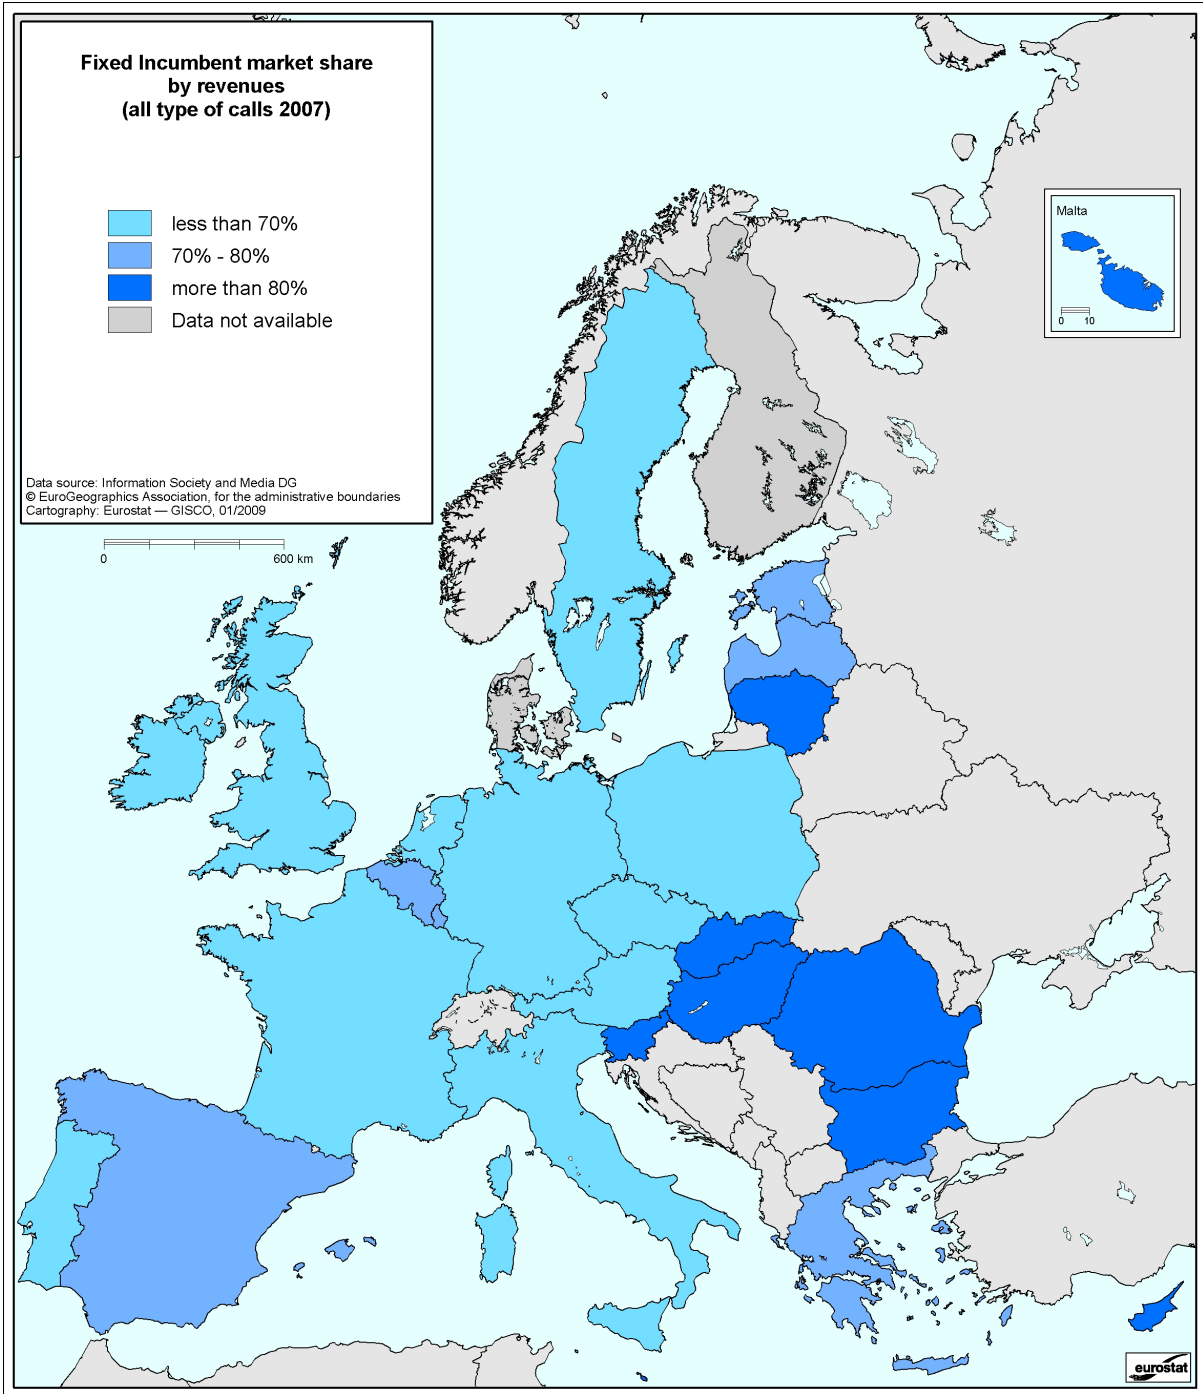 Fixed Incumbent market share
by revenues
(all type of calls 2007)
less than 70%
70% - 80%
more than 80%
Data not available
Data source: Information Society and Media DG
© EuroGeographics Association, for the administrative boundaries
Cartography: Eurostat — GISCO, 01/2009
0 600 km
Malta
0 10
eurostat